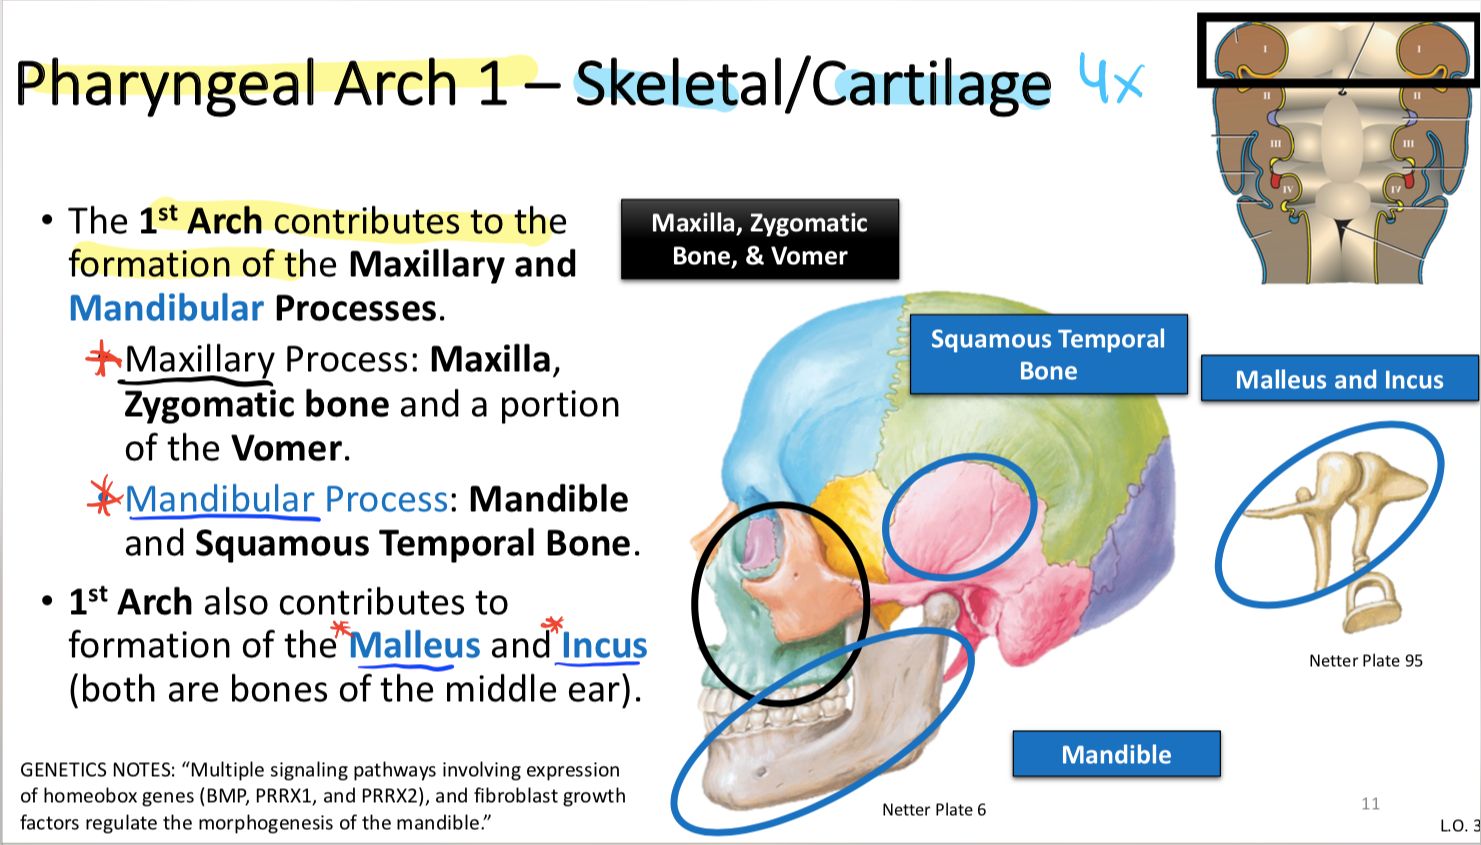 Pharyngeal Arch 1 – Skeletal/Cartilage 4x
• The 1st Arch contributes to the
formation of the Maxillary and
Mandibular Processes.
Maxillary Process: Maxilla,
Zygomatic bone and a portion
of the Vomer.
Mandibular Process: Mandible
and Squamous Temporal Bone.
• 1st Arch also contributes to
formation of the *Malleus and *Incus
(both are bones of the middle ear).
GENETICS NOTES: “Multiple signaling pathways involving expression
of homeobox genes (BMP, PRRX1, and PRRX2), and fibroblast growth
factors regulate the morphogenesis of the mandible.”
Maxilla, Zygomatic
Bone, & Vomer
Squamous Temporal
Bone
Malleus and Incus
Mandible
Netter Plate 6
Netter Plate 95
I I
II II
III III
IV IV
11
L.O. 3